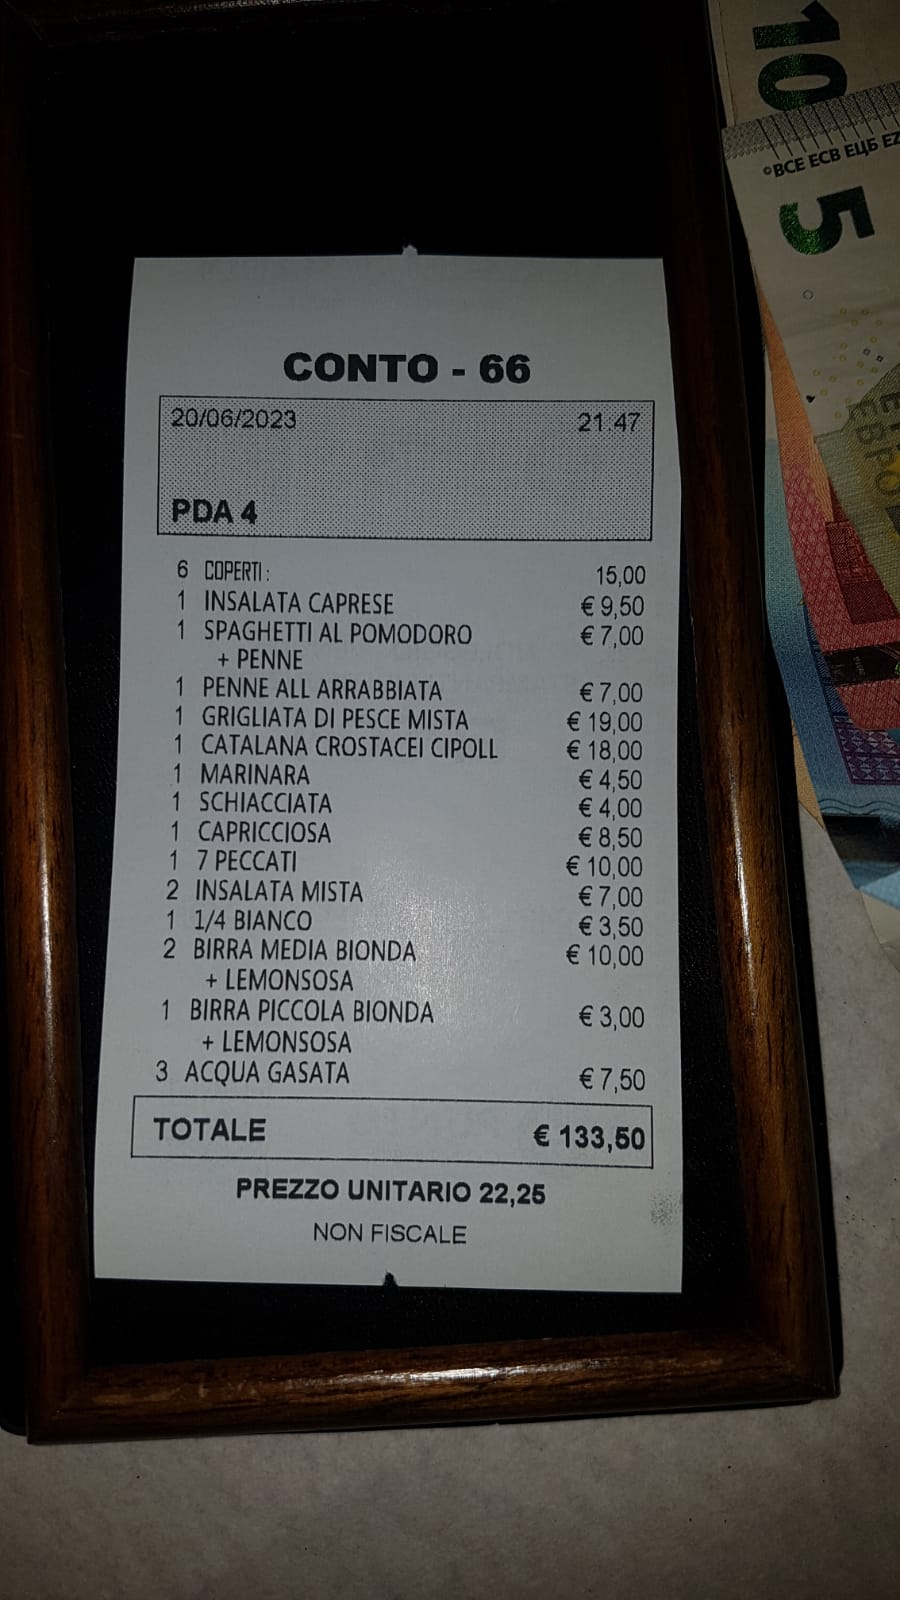 CONTO - 66
20/06/2023 21:47
PDA 4
6 COPERTI: 15,00
1 INSALATA CAPRESE € 9,50
1 SPAGHETTI AL POMODORO € 7,00
+ PENNE
1 PENNE ALL ARRABBIATA € 7,00
1 GRIGLIATA DI PESCE MISTA € 19,00
1 CATALANA CROSTACEI CIPOLL € 18,00
1 MARINARA € 4,50
1 SCHIACCIATA € 4,00
1 CAPRICCIOSA € 8,50
1 7 PECCATI € 10,00
2 INSALATA MISTA € 7,00
1 1/4 BIANCO € 3,50
2 BIRRA MEDIA BIONDA € 10,00
+ LEMONSOSA
1 BIRRA PICCOLA BIONDA € 3,00
+ LEMONSOSA
3 ACQUA GASATA € 7,50
TOTALE € 133,50
PREZZO UNITARIO 22,25
NON FISCALE
10
©BCE ECB ЕЦБ EZ
5